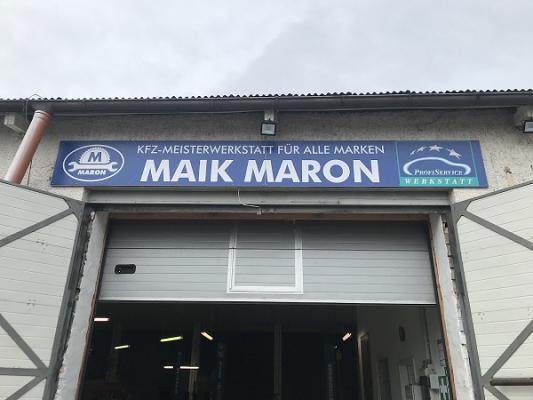 M
MARON
KFZ-MEISTERWERKSTATT FÜR ALLE MARKEN
MAIK MARON
PROFISERVICE
WERKSTATT